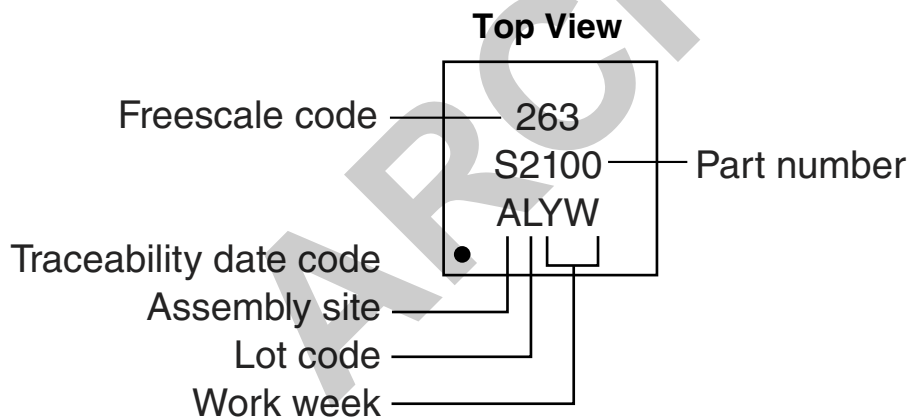 Top View
Freescale code
263
S2100
Part number
ALYW
Traceability date code
Assembly site
Lot code
Work week